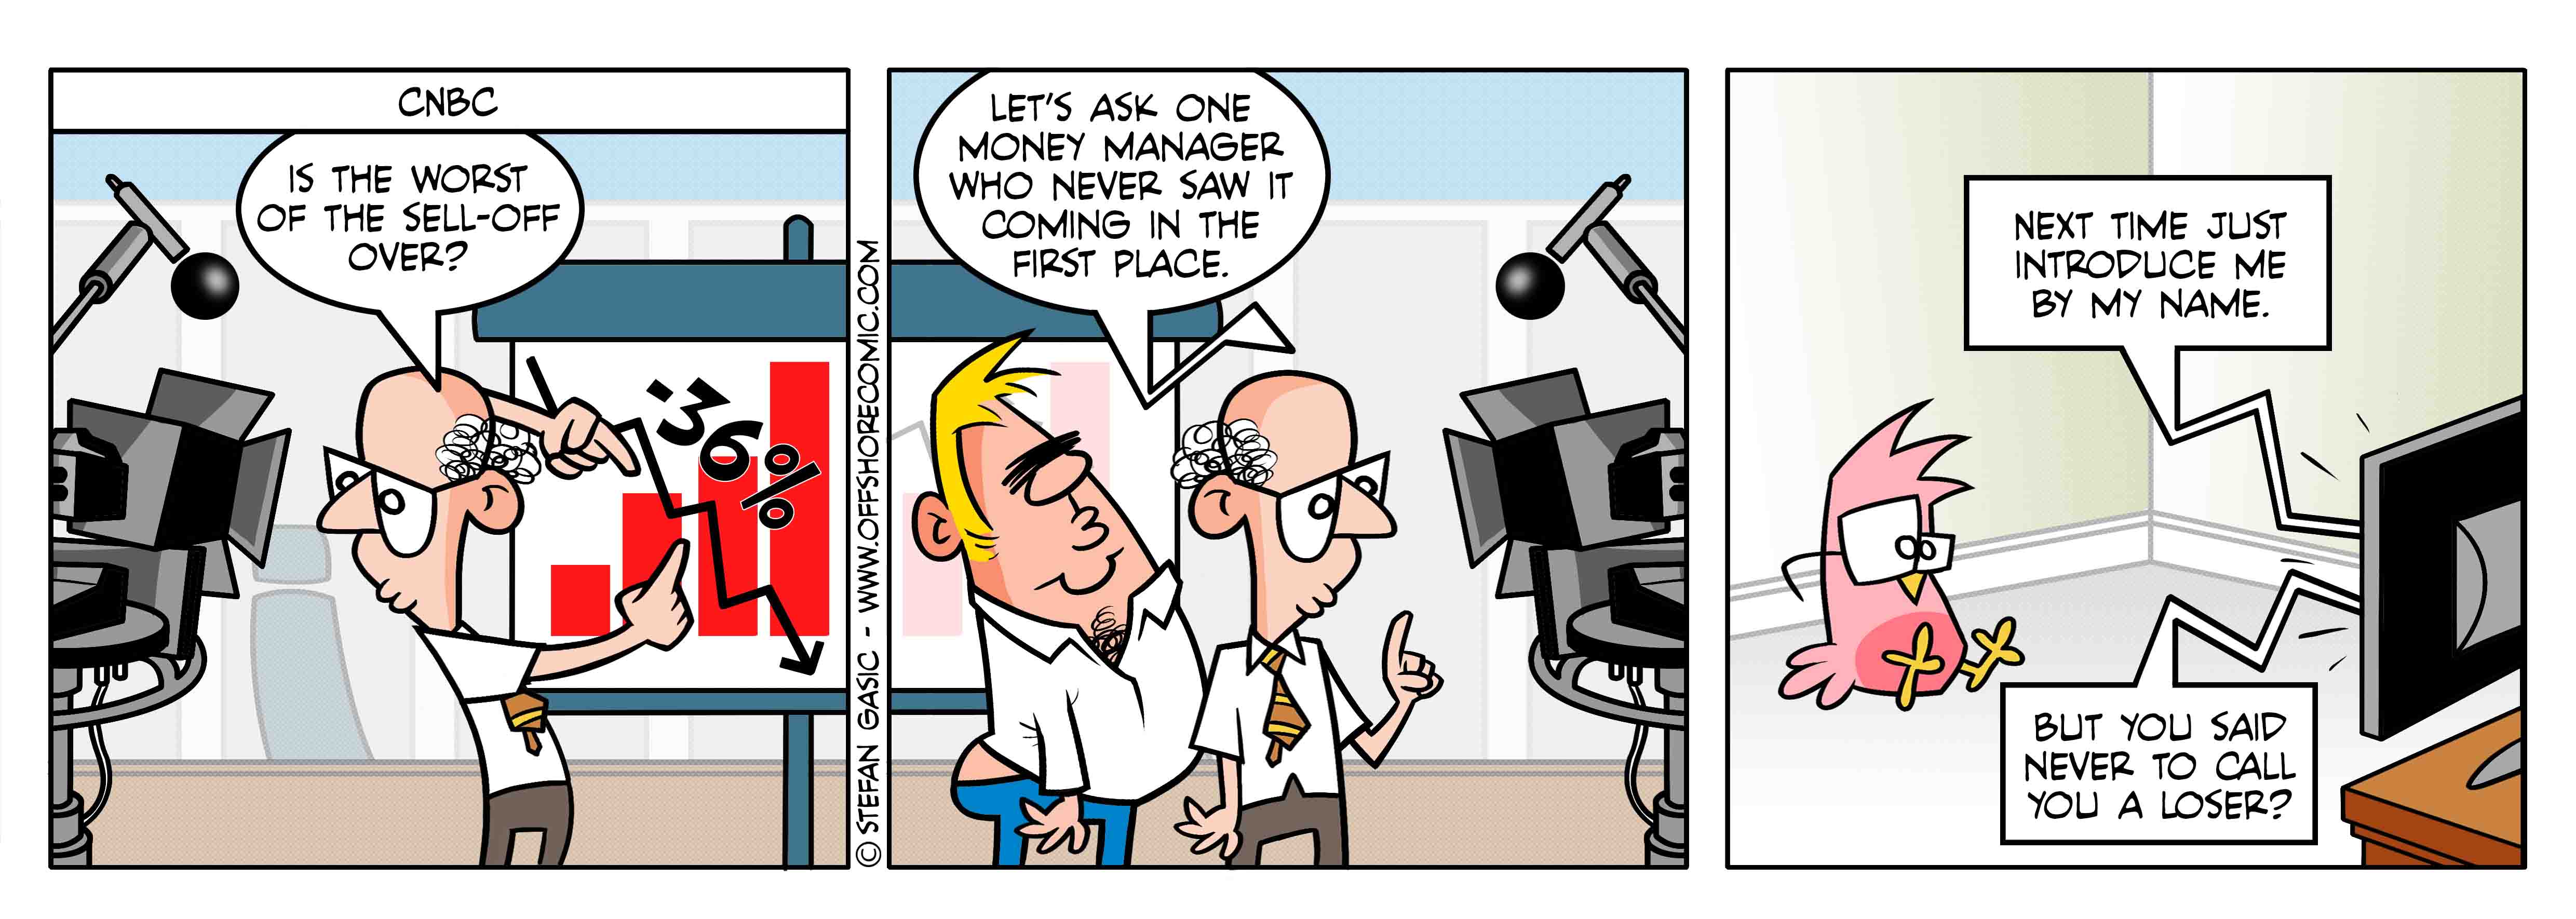 CNBC
IS THE WORST
OF THE SELL-OFF
OVER?
-36%
© STEFAN GASIC - WWW.OFFSHORECOMIC.COM
LET'S ASK ONE
MONEY MANAGER
WHO NEVER SAW IT
COMING IN THE
FIRST PLACE.
NEXT TIME JUST
INTRODUCE ME
BY MY NAME.
BUT YOU SAID
NEVER TO CALL
YOU A LOSER?